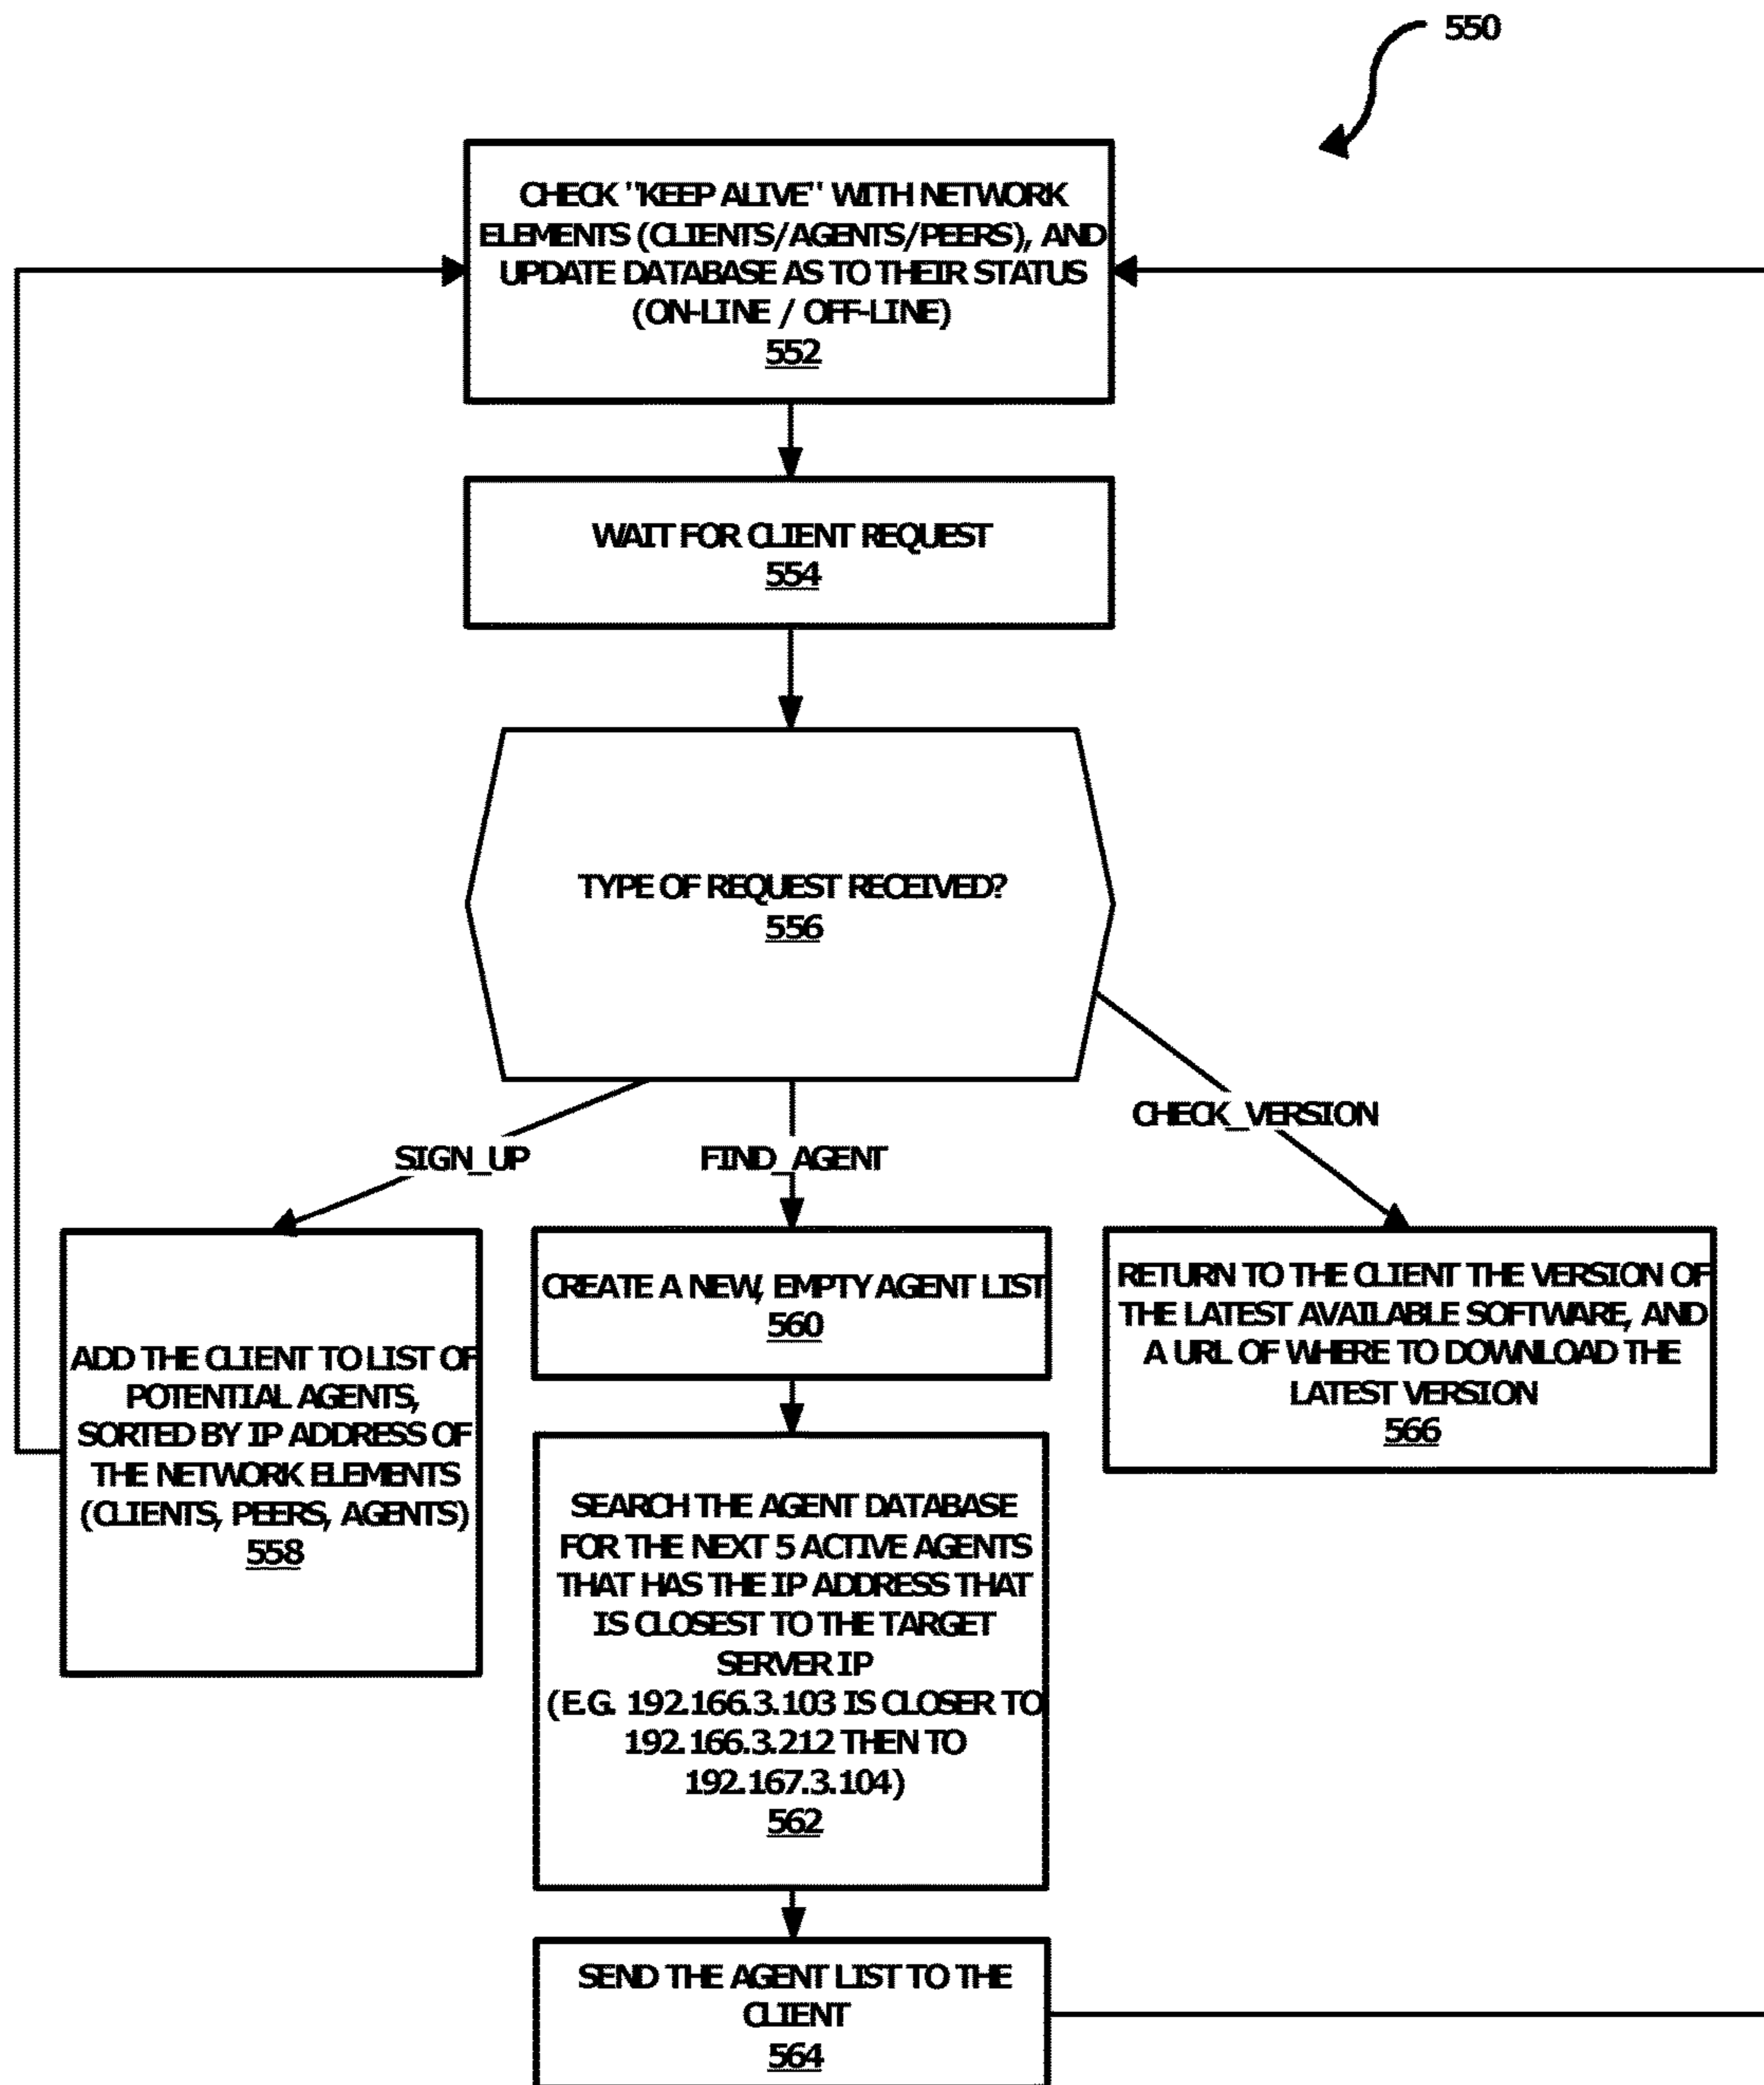 550
CHECK "KEEP ALIVE" WITH NETWORK
ELEMENTS (CLIENTS/AGENTS/PEERS), AND
UPDATE DATABASE AS TO THEIR STATUS
(ON-LINE / OFF-LINE)
552
WAIT FOR CLIENT REQUEST
554
TYPE OF REQUEST RECEIVED?
556
SIGN_UP
FIND_AGENT
CHECK_VERSION
ADD THE CLIENT TO LIST OF
POTENTIAL AGENTS,
SORTED BY IP ADDRESS OF
THE NETWORK ELEMENTS
(CLIENTS, PEERS, AGENTS)
558
CREATE A NEW, EMPTY AGENT LIST
560
SEARCH THE AGENT DATABASE
FOR THE NEXT 5 ACTIVE AGENTS
THAT HAS THE IP ADDRESS THAT
IS CLOSEST TO THE TARGET
SERVER IP
(E.G. 192.166.3.103 IS CLOSER TO
192.166.3.212 THEN TO
192.167.3.104)
562
SEND THE AGENT LIST TO THE
CLIENT
564
RETURN TO THE CLIENT THE VERSION OF
THE LATEST AVAILABLE SOFTWARE, AND
A URL OF WHERE TO DOWNLOAD THE
LATEST VERSION
566